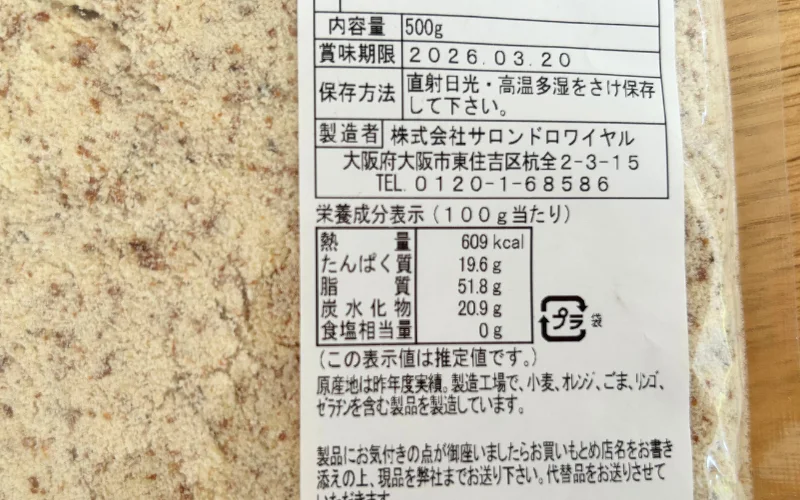 内容量 500g
賞味期限 2026.03.20
保存方法 直射日光・高温多湿をさけ保存
して下さい。
製造者 株式会社サロンドロワイヤル
大阪府大阪市東住吉区杭全2-3-15
TEL.0120-1-68586
栄養成分表示(100g当たり)
熱量 609kcal
たんぱく質 19.6g
脂質 51.8g
炭水化物 20.9g
食塩相当量 0g
プラ 袋
(この表示値は推定値です。)
原産地は昨年度実績。製造工場で、小麦、オレンジ、ごま、リンゴ、
ゼラチンを含む製品を製造しています。
製品にお気付きの点が御座いましたらお買いもとめ店名をお書き
添えの上、現品を弊社までお送り下さい。代替品をお送りさせて
いただきます